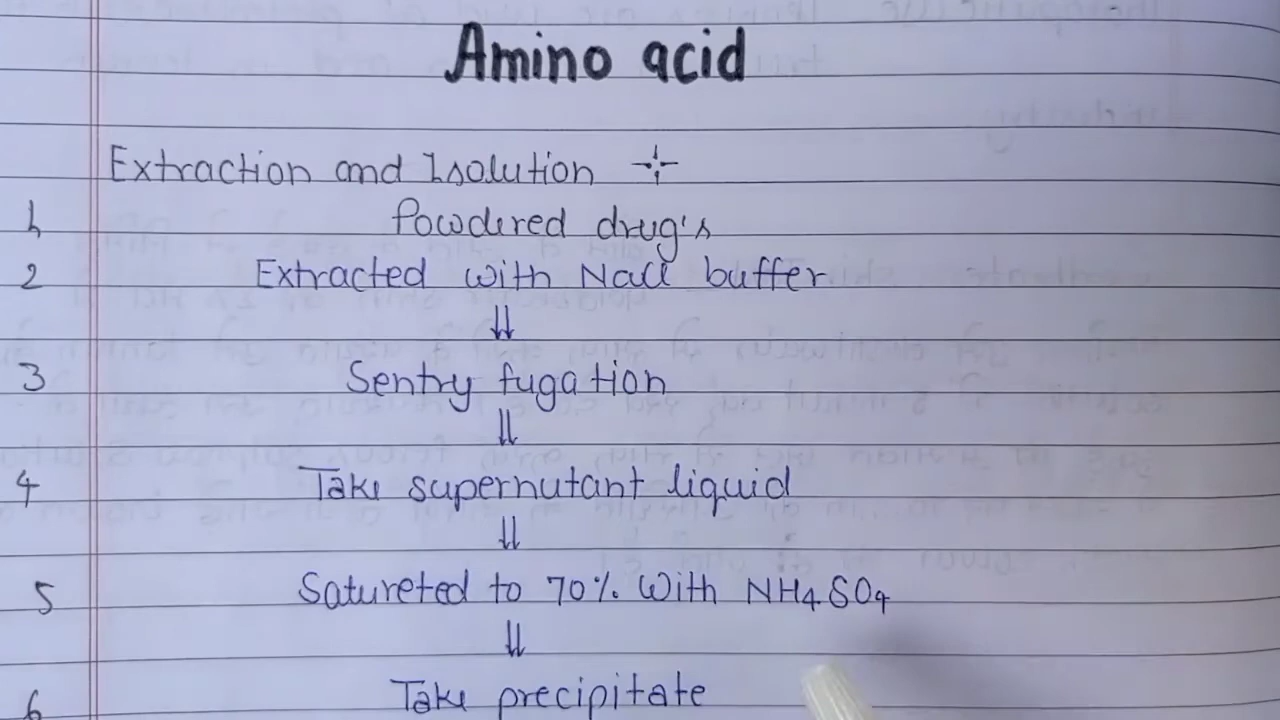 Amino acid
Extraction and Isolution
1 Powdered drug's
2 Extracted with NaCl buffer
⇓
3 Sentry fugation
⇓
4 Take supernutant liquid
⇓
5 Satureted to 70% With NH4SO4
⇓
6 Take precipitate